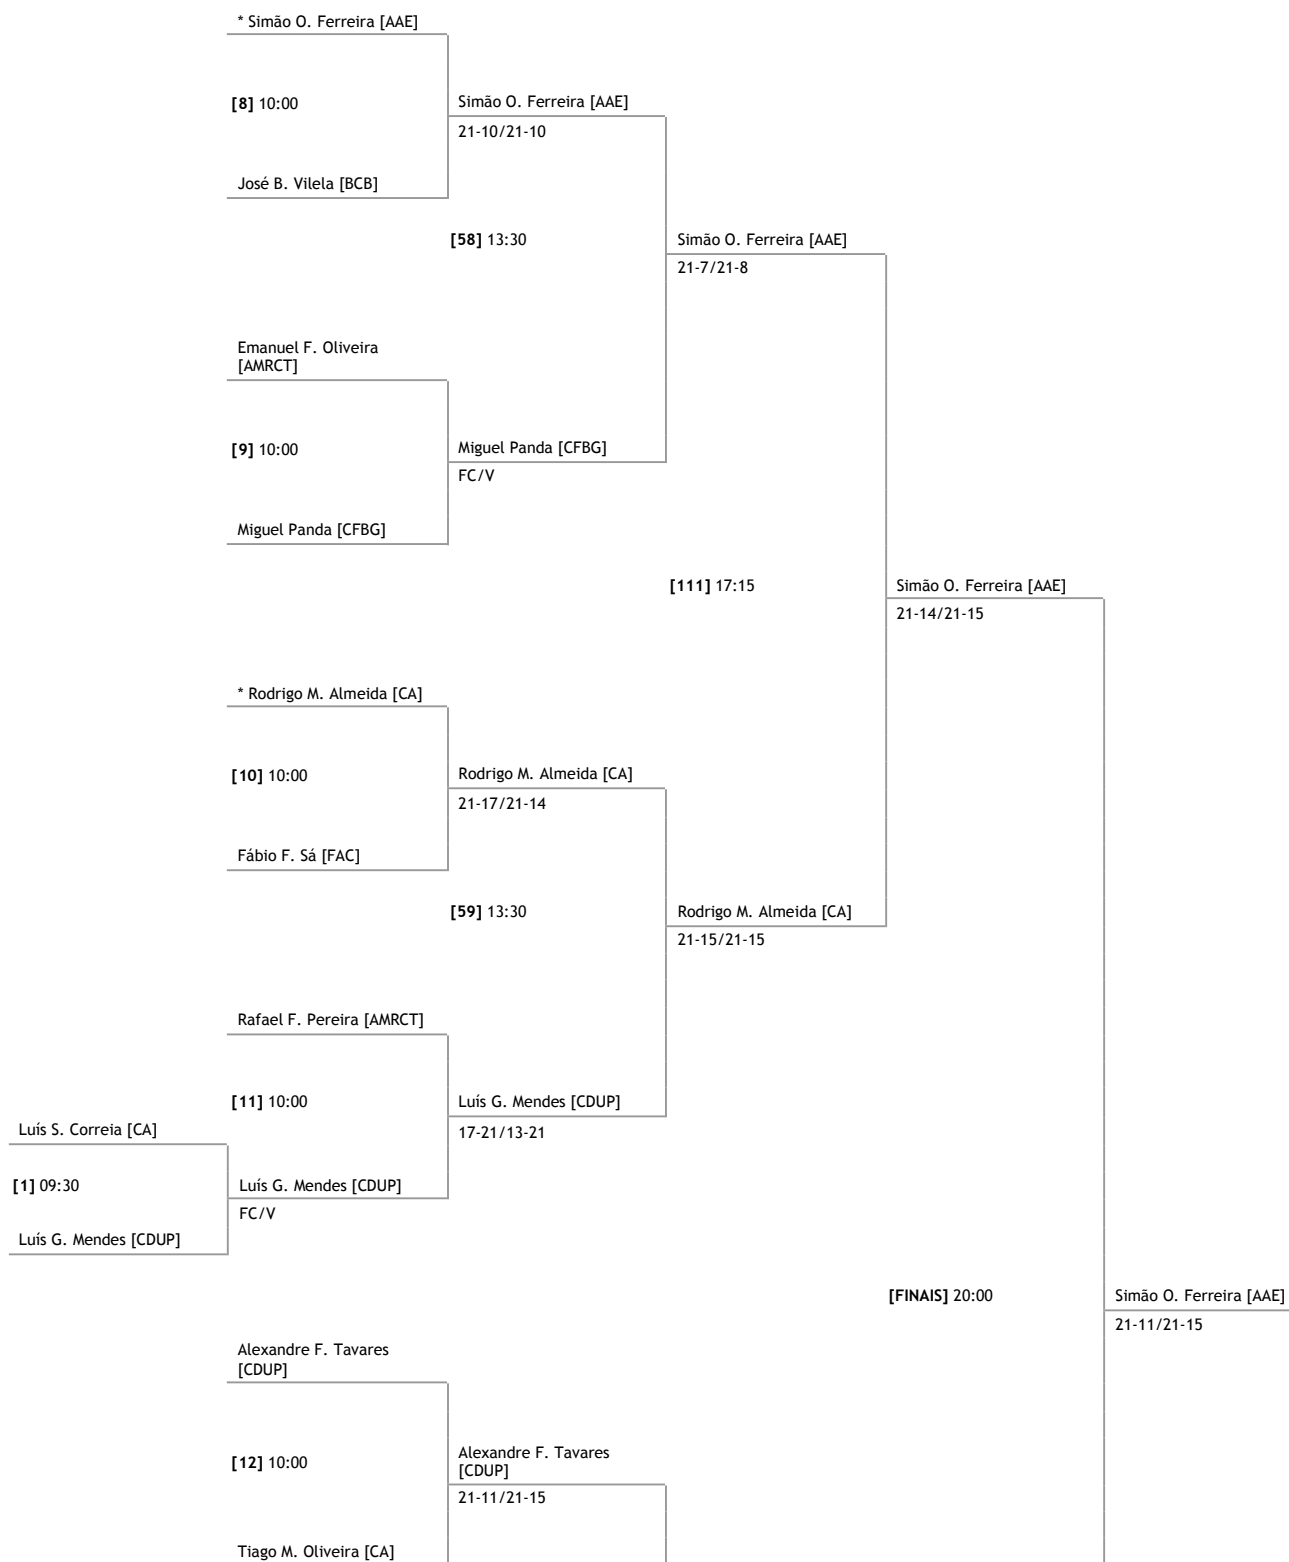 * Simão O. Ferreira [AAE]
[8] 10:00
Simão O. Ferreira [AAE]
21-10/21-10
José B. Vilela [BCB]
[58] 13:30
Simão O. Ferreira [AAE]
21-7/21-8
Emanuel F. Oliveira
[AMRCT]
[9] 10:00
Miguel Panda [CFBG]
FC/V
Miguel Panda [CFBG]
[111] 17:15
Simão O. Ferreira [AAE]
21-14/21-15
* Rodrigo M. Almeida [CA]
[10] 10:00
Rodrigo M. Almeida [CA]
21-17/21-14
Fábio F. Sá [FAC]
[59] 13:30
Rodrigo M. Almeida [CA]
21-15/21-15
Rafael F. Pereira [AMRCT]
[11] 10:00
Luís G. Mendes [CDUP]
17-21/13-21
Luís S. Correia [CA]
[1] 09:30
Luís G. Mendes [CDUP]
FC/V
Luís G. Mendes [CDUP]
[FINAIS] 20:00
Simão O. Ferreira [AAE]
21-11/21-15
Alexandre F. Tavares
[CDUP]
[12] 10:00
Alexandre F. Tavares
[CDUP]
21-11/21-15
Tiago M. Oliveira [CA]